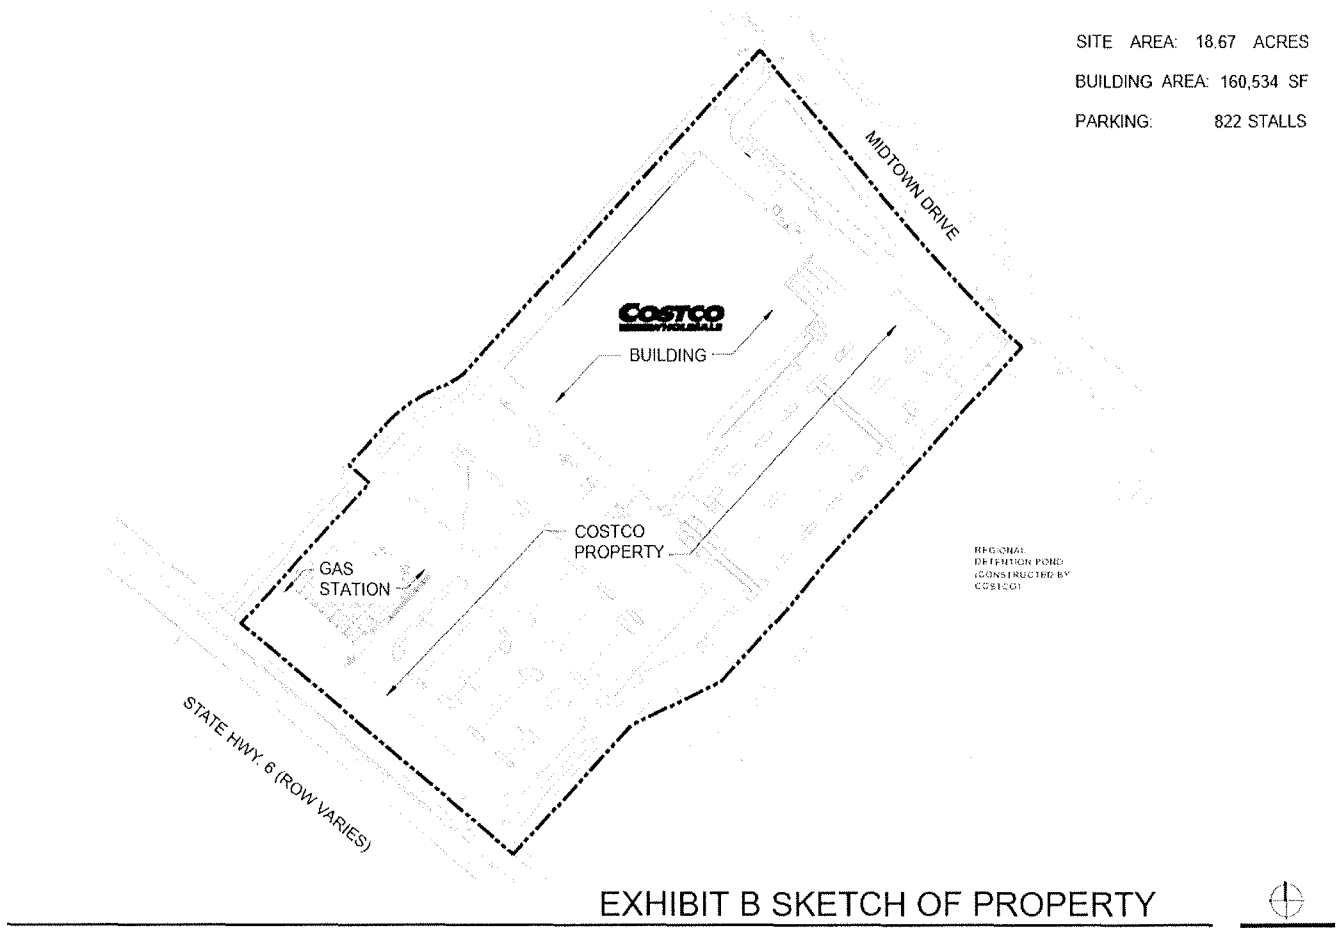 SITE AREA: 18.67 ACRES
BUILDING AREA: 160,534 SF
PARKING: 822 STALLS
MIDTOWN DRIVE
COSTCO
WHOLESALE
BUILDING
COSTCO
PROPERTY
GAS
STATION
REGIONAL
DETENTION POND
(CONSTRUCTED BY
COSTCO)
STATE HWY. 6 (ROW VARIES)
EXHIBIT B SKETCH OF PROPERTY